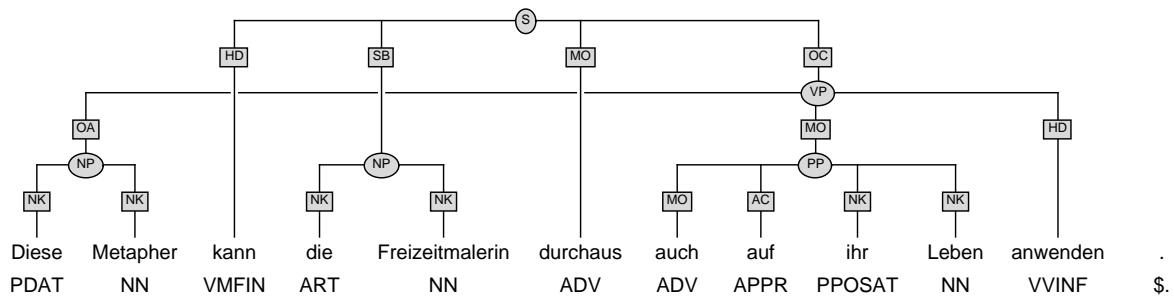 S
HD SB MO OC
VP
OA MO HD
NP NP PP
NK NK NK NK MO AC NK NK
Diese Metapher kann die Freizeitmalerin durchaus auch auf ihr Leben anwenden .
PDAT NN VMFIN ART NN ADV ADV APPR PPOSAT NN VVINF $.